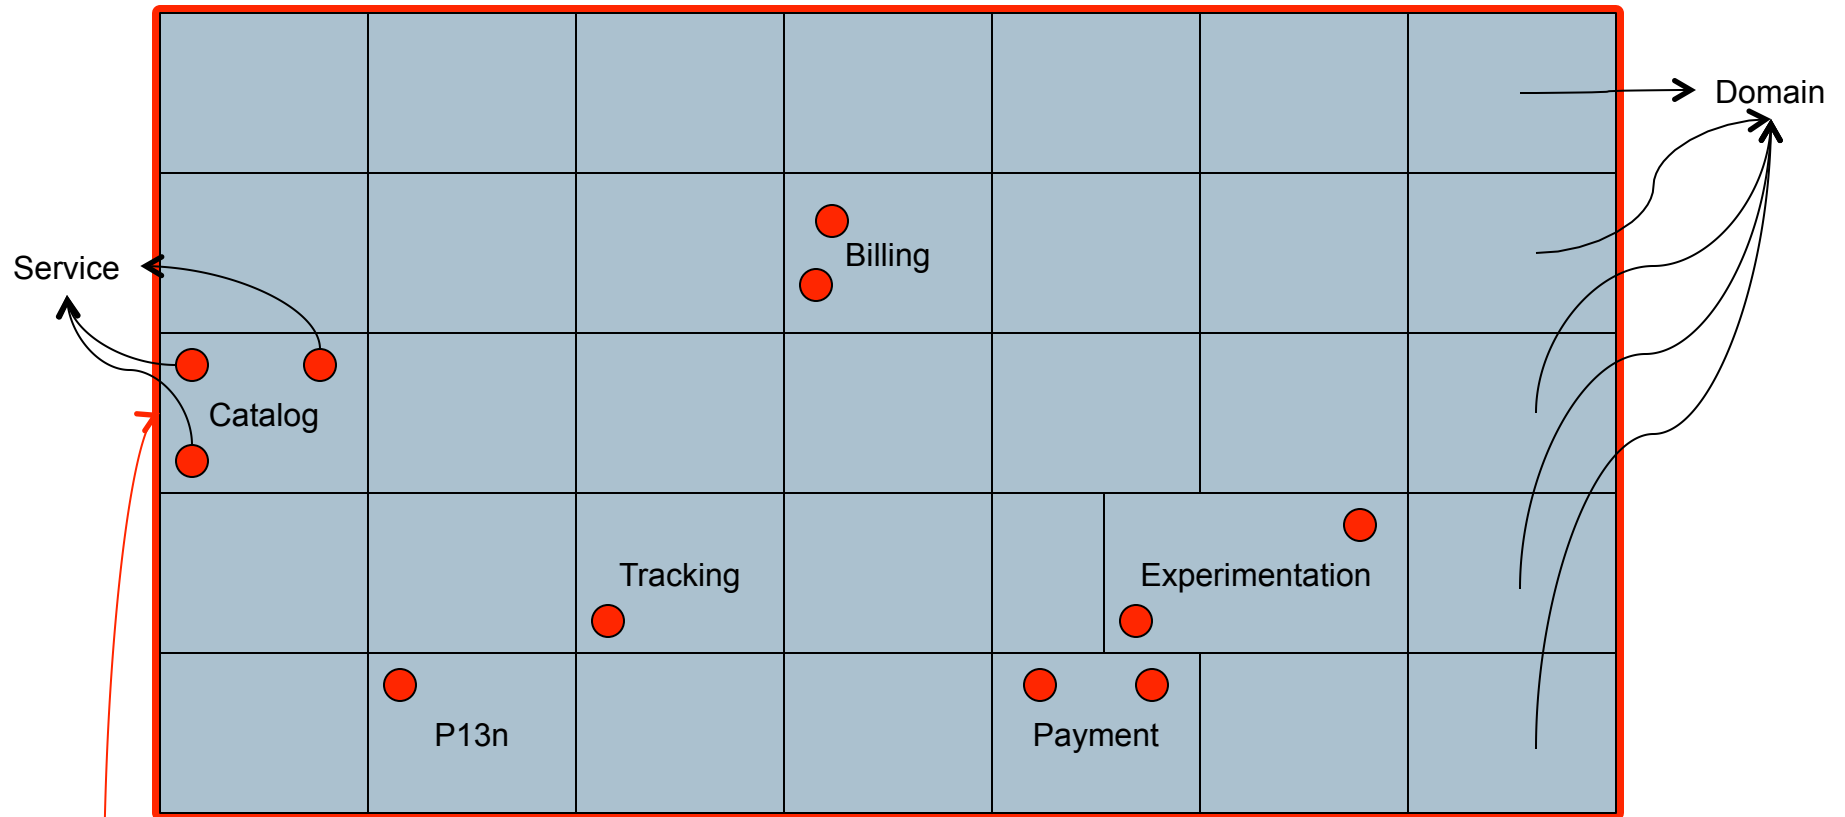 Domain
Billing
Service
Catalog
Tracking
Experimentation
P13n
Payment